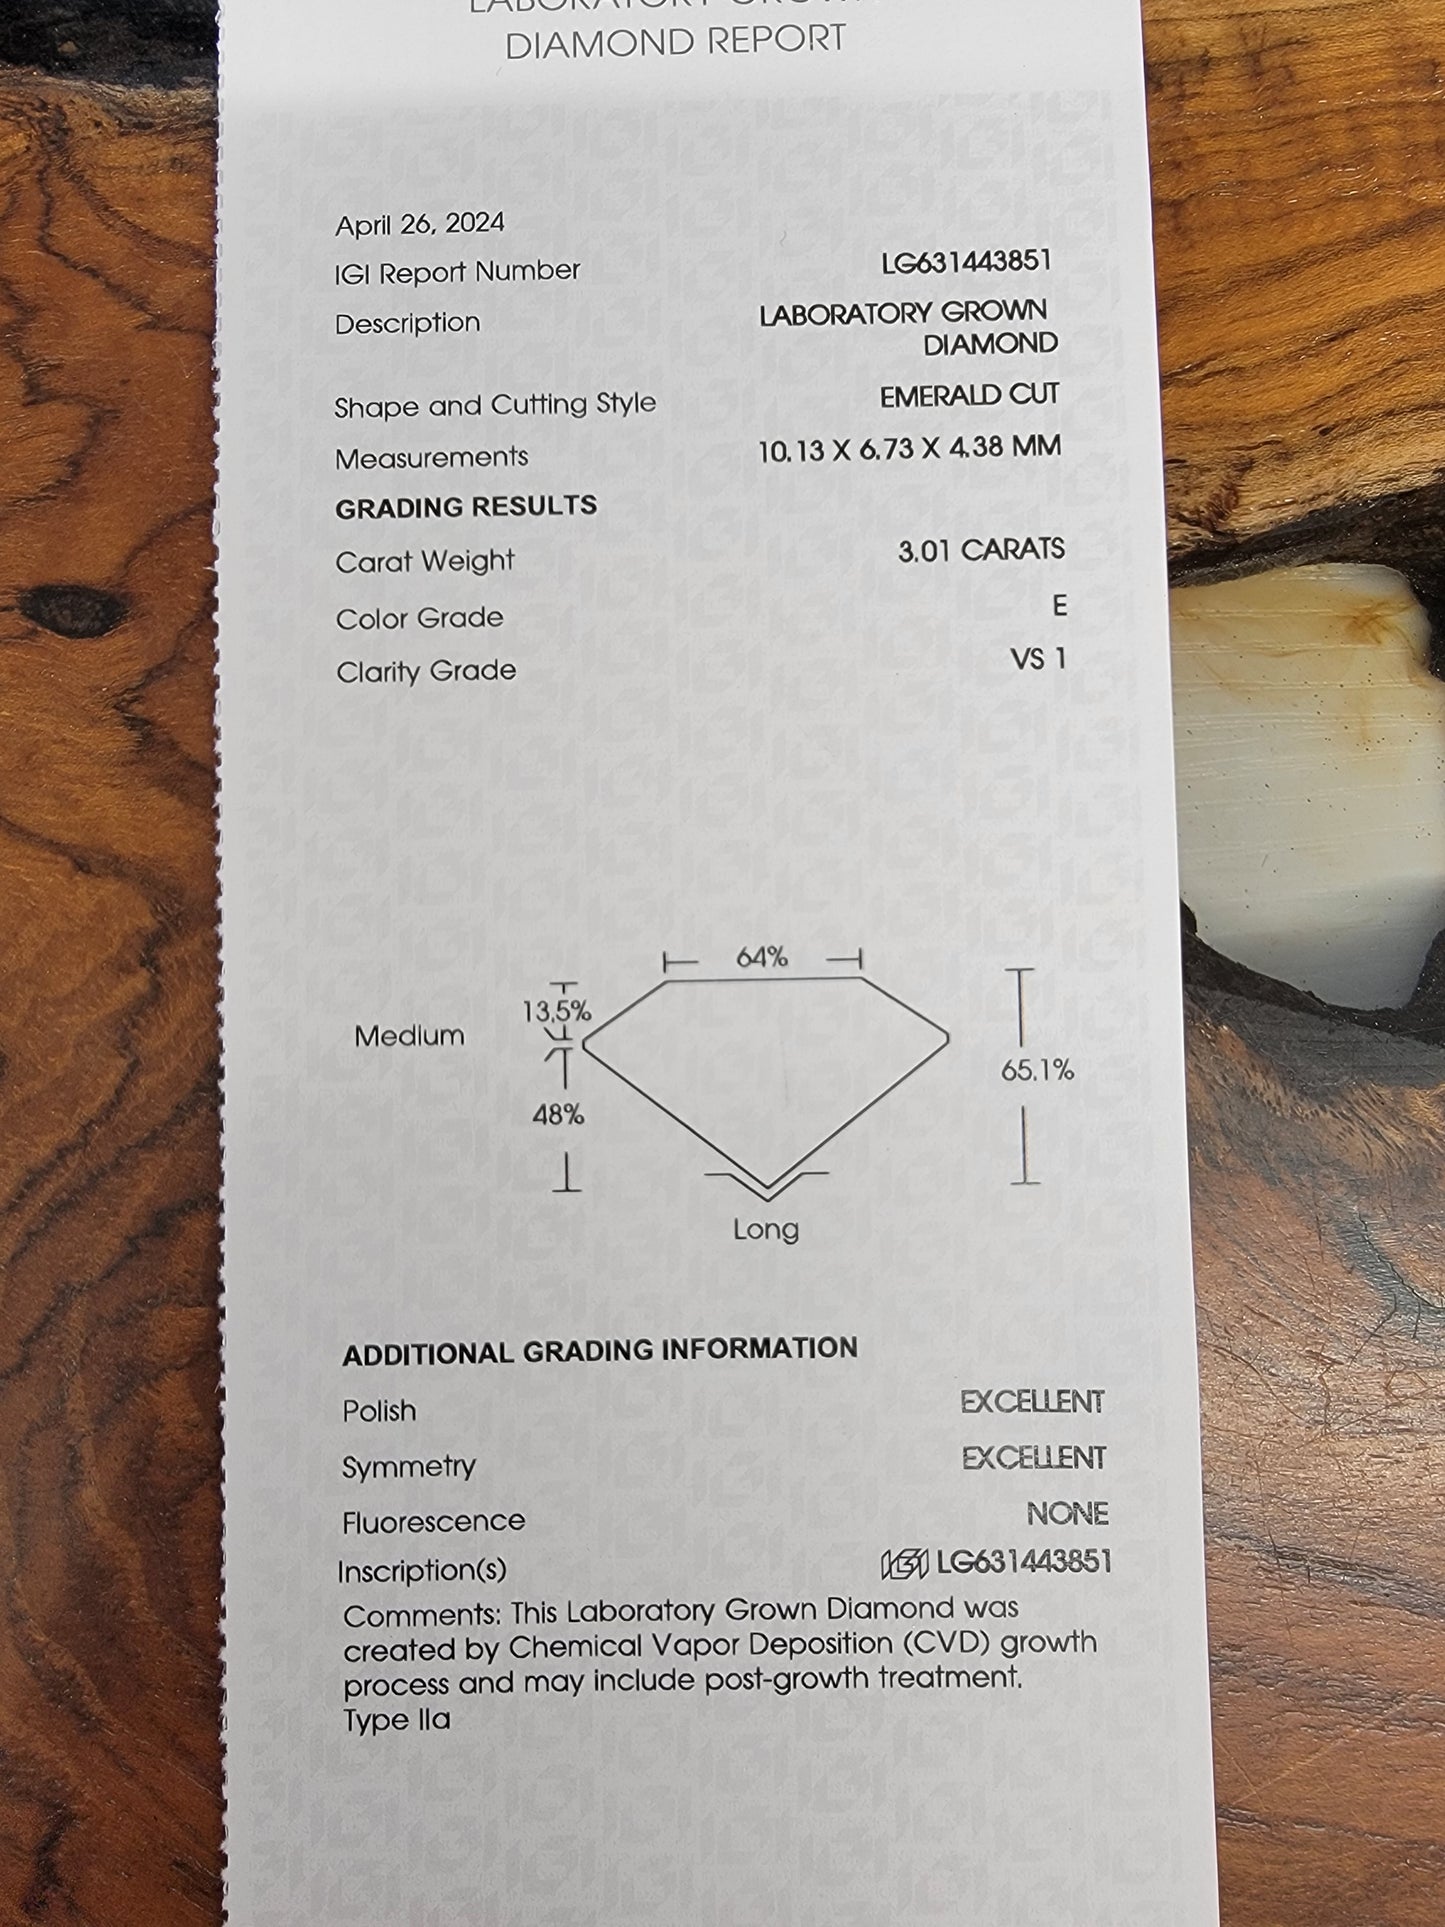 LABORATORY GROWN
DIAMOND REPORT
April 26, 2024
IGI Report Number LG631443851
Description LABORATORY GROWN
DIAMOND
Shape and Cutting Style EMERALD CUT
Measurements 10.13 X 6.73 X 4.38 MM
GRADING RESULTS
Carat Weight 3.01 CARATS
Color Grade E
Clarity Grade VS 1
64%
13.5%
Medium
65.1%
48%
Long
ADDITIONAL GRADING INFORMATION
Polish EXCELLENT
Symmetry EXCELLENT
Fluorescence NONE
Inscription(s) IGI LG631443851
Comments: This Laboratory Grown Diamond was
created by Chemical Vapor Deposition (CVD) growth
process and may include post-growth treatment.
Type IIa